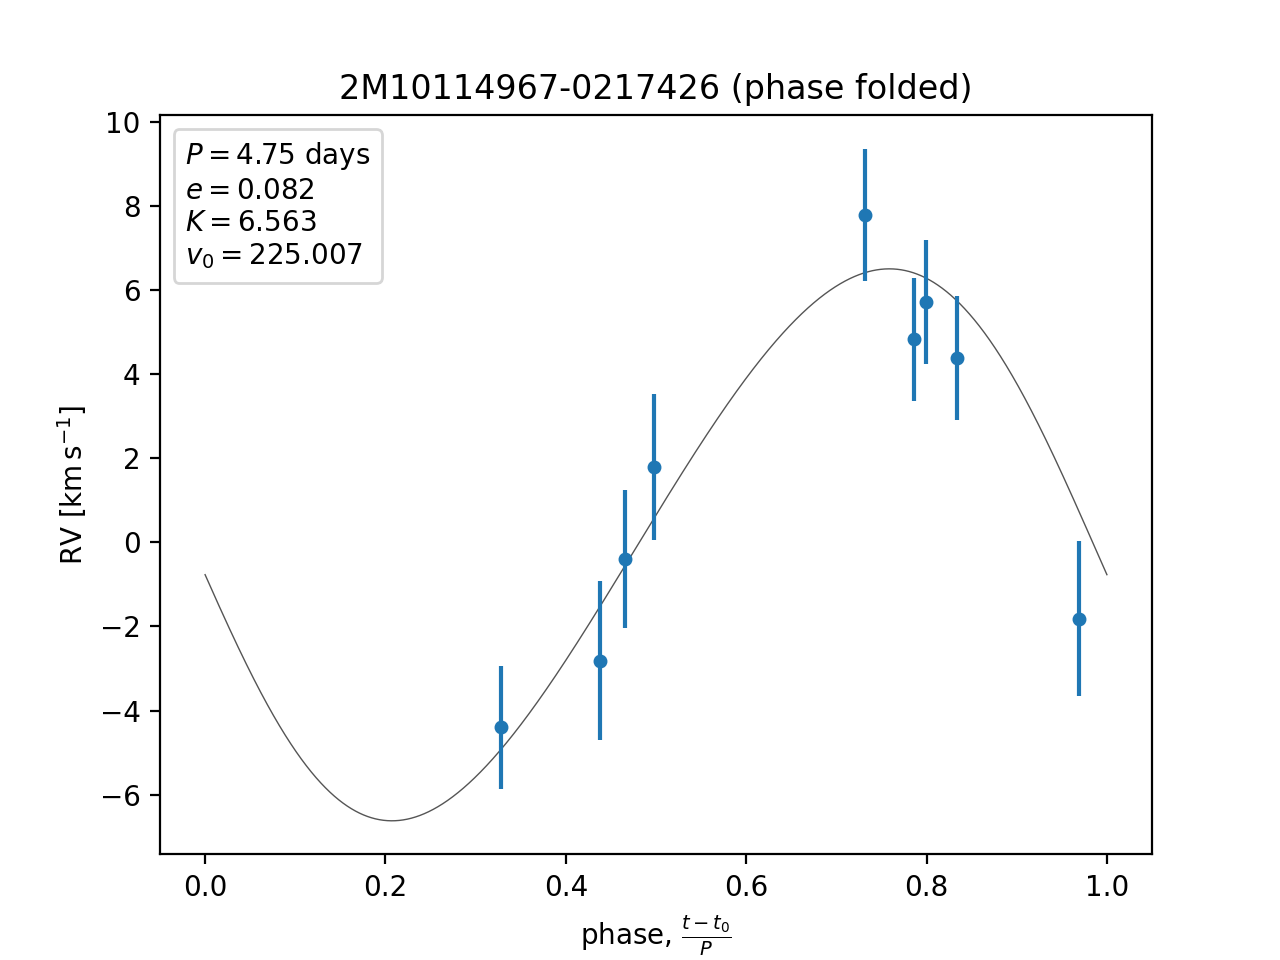 2M10114967-0217426 (phase folded)
P = 4.75 days
e = 0.082
K = 6.563
v₀ = 225.007
RV [km s⁻¹]
10
8
6
4
2
0
−2
−4
−6
0.0 0.2 0.4 0.6 0.8 1.0
phase, (t − t₀)/P